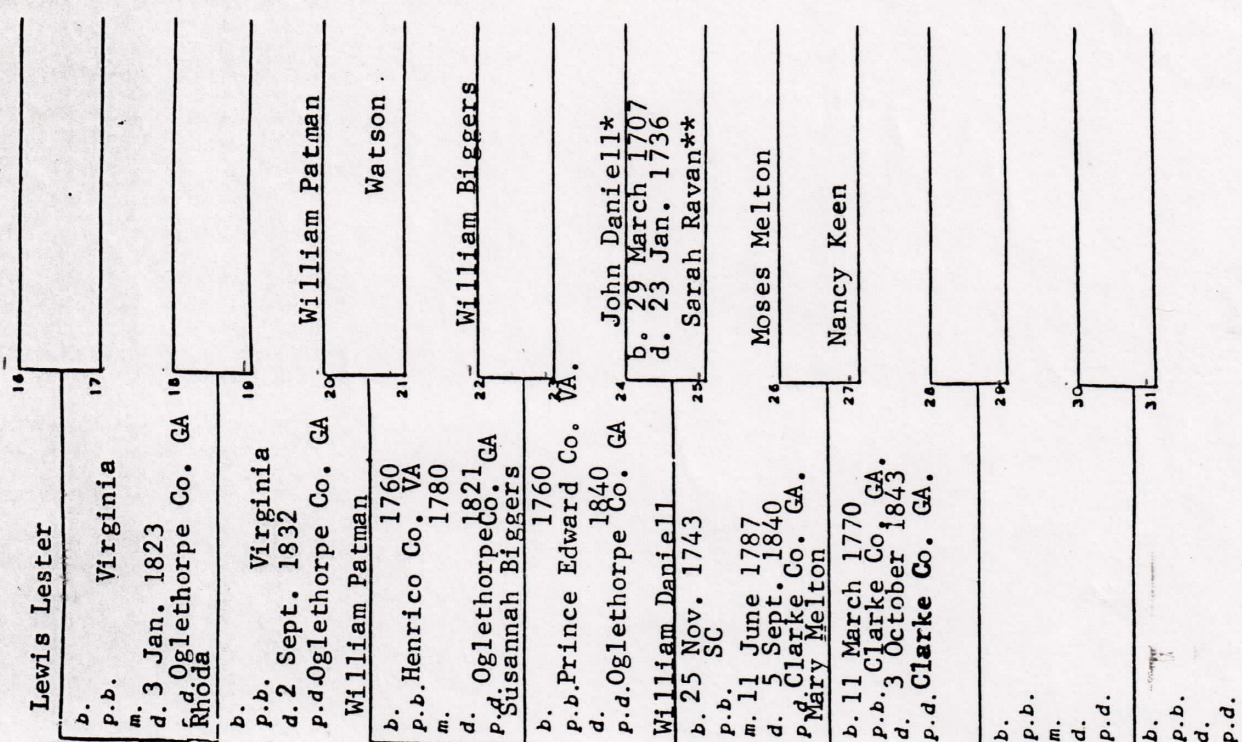 Lewis Lester
b.
p.b. Virginia
m.
d. 3 Jan. 1823
p.d. Oglethorpe Co. GA
Rhoda
b.
p.b. Virginia
d. 2 Sept. 1832
p.d. Oglethorpe Co. GA
William Patman
b. 1760
p.b. Henrico Co. VA
m. 1780
d. 1821
p.d. Oglethorpe Co. GA
Susannah Biggers
b. 1760
p.b. Prince Edward Co. VA.
d. 1840
p.d. Oglethorpe Co. GA
William Daniell
b. 25 Nov. 1743
SC
p.b.
m. 11 June 1787
d. 5 Sept. 1840
p.d. Clarke Co. GA.
Mary Melton
b. 11 March 1770
p.b. Clarke Co. GA.
d. 3 October 1843
p.d. Clarke Co. GA.
b.
p.b.
m.
d.
p.d.
b.
p.b.
d.
p.d.
16
17
18
19
William Patman
20
Watson
21
William Biggers
22
23
John Daniell*
24
b. 29 March 1707
d. 23 Jan. 1736
Sarah Ravan**
25
Moses Melton
26
Nancy Keen
27
28
29
30
31